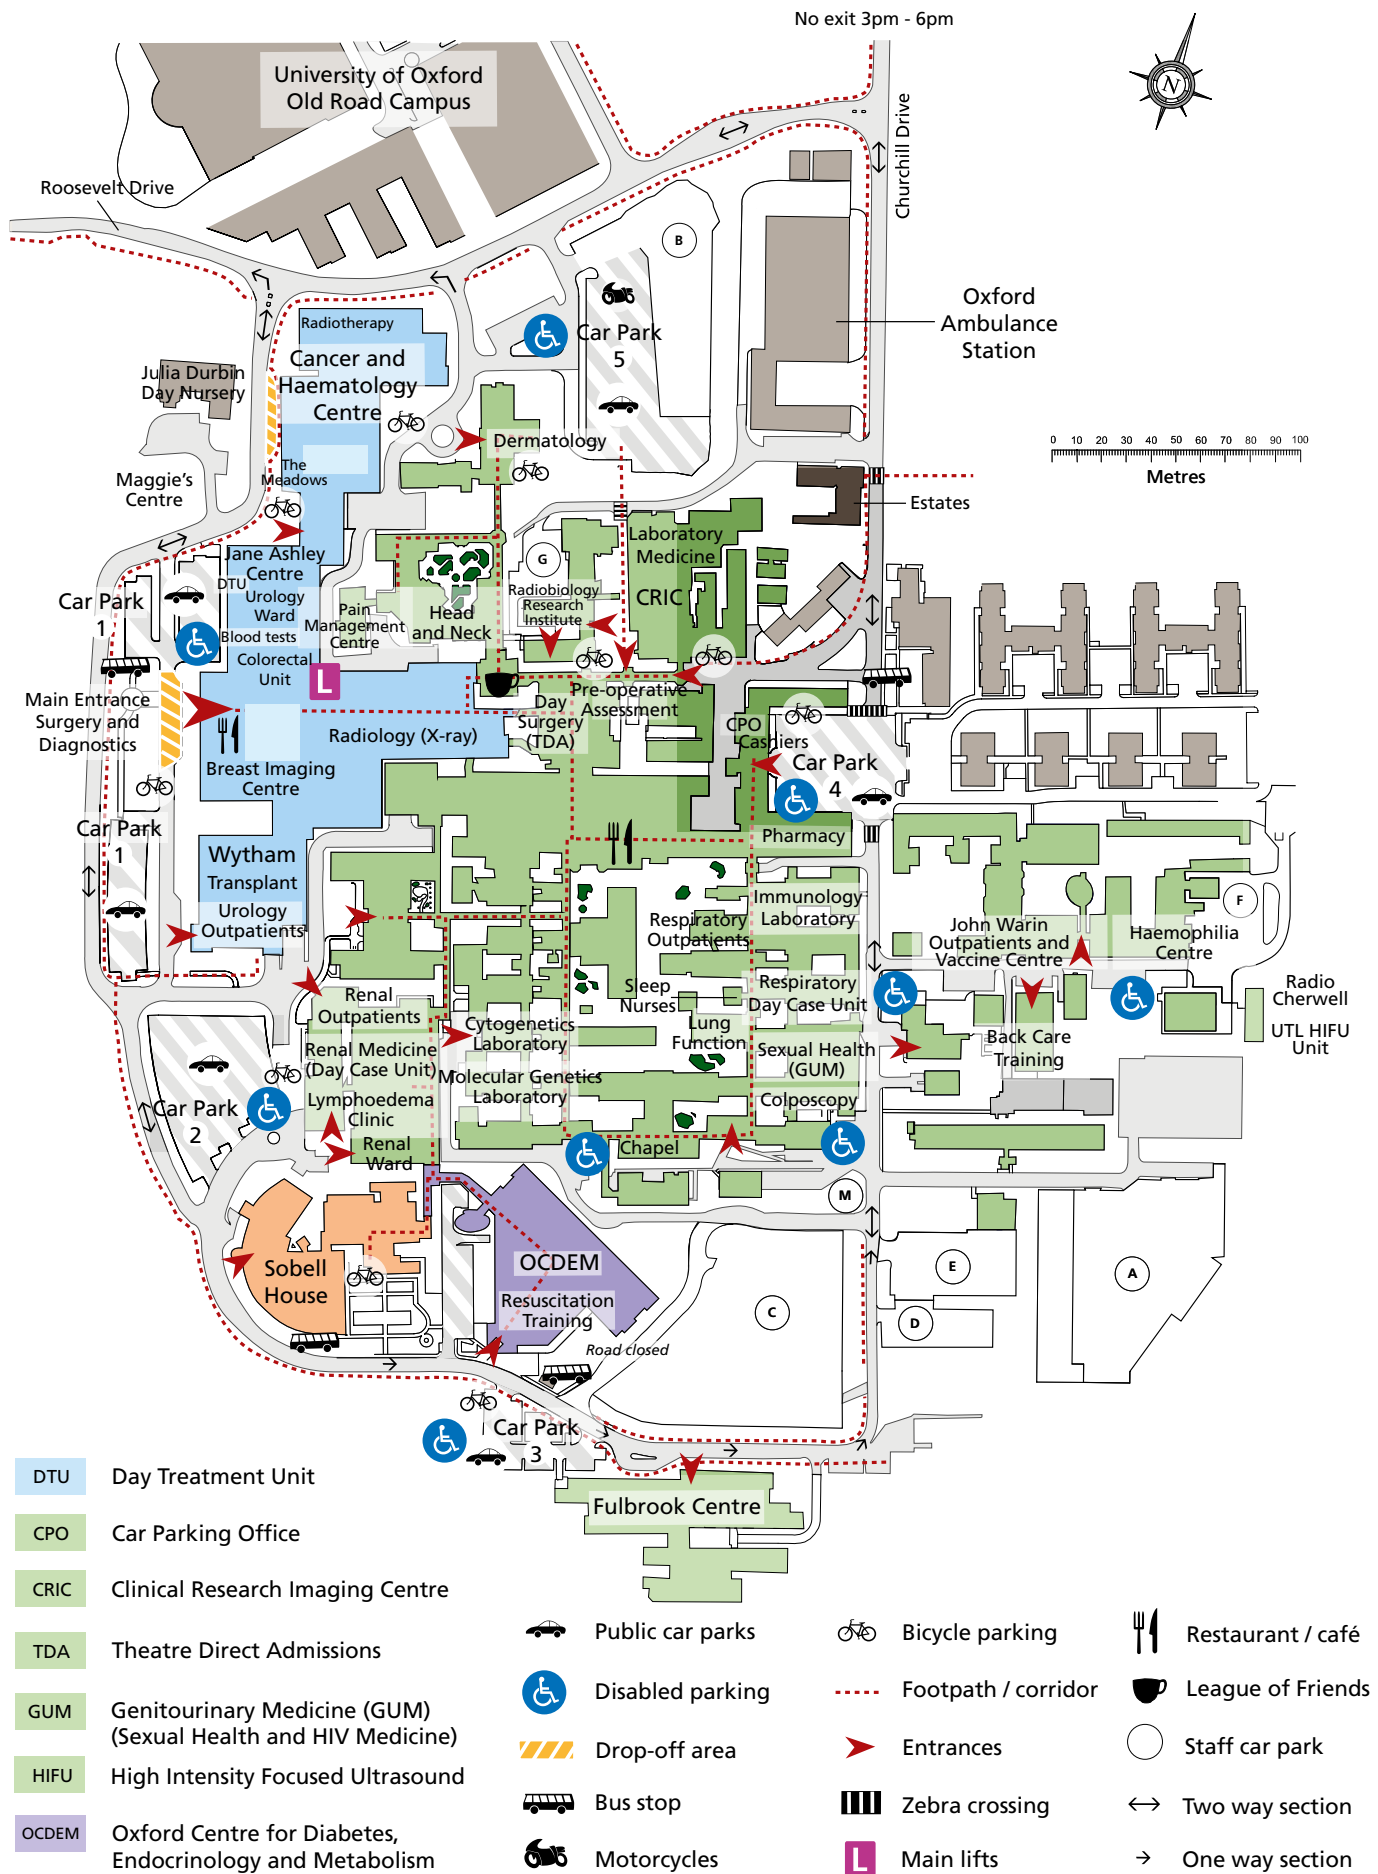 No exit 3pm - 6pm
University of Oxford
Old Road Campus
N
Churchill Drive
Roosevelt Drive
B
Oxford
Ambulance
Station
Radiotherapy
Car Park
5
Cancer and
Haematology
Centre
Julia Durbin
Day Nursery
Dermatology
0 10 20 30 40 50 60 70 80 90 100
Metres
The
Meadows
Maggie's
Centre
Estates
Laboratory
Medicine
Jane Ashley
Centre
G
DTU
Urology
Ward
Radiobiology
Research
Institute
CRIC
Car Park
1
Pain
Management
Centre
Head
and Neck
Blood tests
Colorectal
Unit
L
Main Entrance
Surgery and
Diagnostics
Day
Surgery
(TDA)
Pre-operative
Assessment
CPO
Cashiers
Radiology (X-ray)
Car Park
4
Breast Imaging
Centre
Car Park
1
Pharmacy
Wytham
Transplant
Urology
Outpatients
Immunology
Laboratory
Respiratory
Outpatients
John Warin
Outpatients and
Vaccine Centre
Haemophilia
Centre
F
Renal
Outpatients
Sleep
Nurses
Respiratory
Day Case Unit
Radio
Cherwell
UTL HIFU
Unit
Cytogenetics
Laboratory
Lung
Function
Back Care
Training
Renal Medicine
(Day Case Unit)
Sexual Health
(GUM)
Molecular Genetics
Laboratory
Car Park
2
Lymphoedema
Clinic
Colposcopy
Renal
Ward
Chapel
M
Sobell
House
OCDEM
E
A
C
D
Resuscitation
Training
Road closed
Car Park
3
Fulbrook Centre
DTU Day Treatment Unit
CPO Car Parking Office
CRIC Clinical Research Imaging Centre
TDA Theatre Direct Admissions
GUM Genitourinary Medicine (GUM)
(Sexual Health and HIV Medicine)
HIFU High Intensity Focused Ultrasound
OCDEM Oxford Centre for Diabetes,
Endocrinology and Metabolism
Public car parks
Disabled parking
Drop-off area
Bus stop
Motorcycles
Bicycle parking
Footpath / corridor
Entrances
Zebra crossing
L Main lifts
Restaurant / café
League of Friends
Staff car park
Two way section
One way section